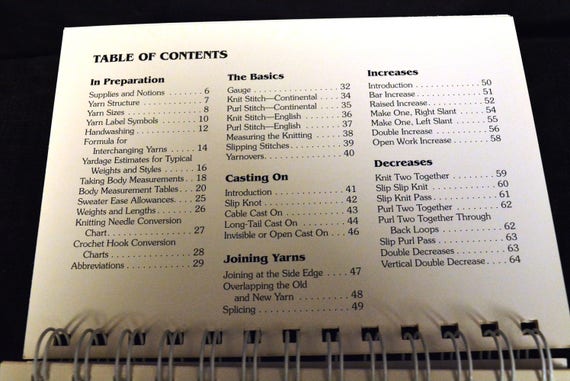 TABLE OF CONTENTS
In Preparation
Supplies and Notions . . . . . . . 6
Yarn Structure . . . . . . . . . . . . 7
Yarn Sizes . . . . . . . . . . . . . . . 8
Yarn Label Symbols . . . . . . . 10
Handwashing . . . . . . . . . . . . 12
Formula for
Interchanging Yarns . . . . . 14
Yardage Estimates for Typical
Weights and Styles . . . . . . 16
Taking Body Measurements . . 18
Body Measurement Tables . . . 20
Sweater Ease Allowances. . . . 25
Weights and Lengths. . . . . . . 26
Knitting Needle Conversion
Chart. . . . . . . . . . . . . . . . 27
Crochet Hook Conversion
Charts . . . . . . . . . . . . . . . 28
Abbreviations . . . . . . . . . . . . 29
The Basics
Gauge . . . . . . . . . . . . . . . . 32
Knit Stitch—Continental . . . . 34
Purl Stitch—Continental . . . . 35
Knit Stitch—English . . . . . . . 36
Purl Stitch—English . . . . . . . 37
Measuring the Knitting . . . . . 38
Slipping Stitches . . . . . . . . . . 39
Yarnovers. . . . . . . . . . . . . . . 40
Casting On
Introduction . . . . . . . . . . . . . 41
Slip Knot . . . . . . . . . . . . . . . 42
Cable Cast On . . . . . . . . . . . 43
Long-Tail Cast On . . . . . . . . 44
Invisible or Open Cast On . . . 46
Joining Yarns
Joining at the Side Edge . . . . 47
Overlapping the Old
and New Yarn . . . . . . . . . 48
Splicing . . . . . . . . . . . . . . . . 49
Increases
Introduction . . . . . . . . . . . . . 50
Bar Increase . . . . . . . . . . . . . 51
Raised Increase . . . . . . . . . . . 52
Make One, Right Slant . . . . . 54
Make One, Left Slant . . . . . . 55
Double Increase . . . . . . . . . . 56
Open Work Increase . . . . . . . 58
Decreases
Knit Two Together . . . . . . . . 59
Slip Slip Knit . . . . . . . . . . . . 60
Slip Knit Pass . . . . . . . . . . . . 61
Purl Two Together . . . . . . . . 62
Purl Two Together Through
Back Loops . . . . . . . . . . . 62
Slip Purl Pass. . . . . . . . . . . . 63
Double Decreases . . . . . . . . . 63
Vertical Double Decrease. . . . 64